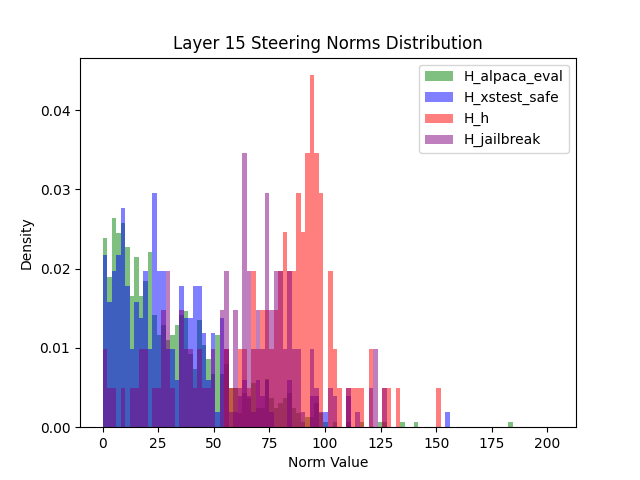 Layer 15 Steering Norms Distribution
H_alpaca_eval
H_xstest_safe
H_h
H_jailbreak
0.04
0.03
0.02
0.01
0.00
Density
0 25 50 75 100 125 150 175 200
Norm Value